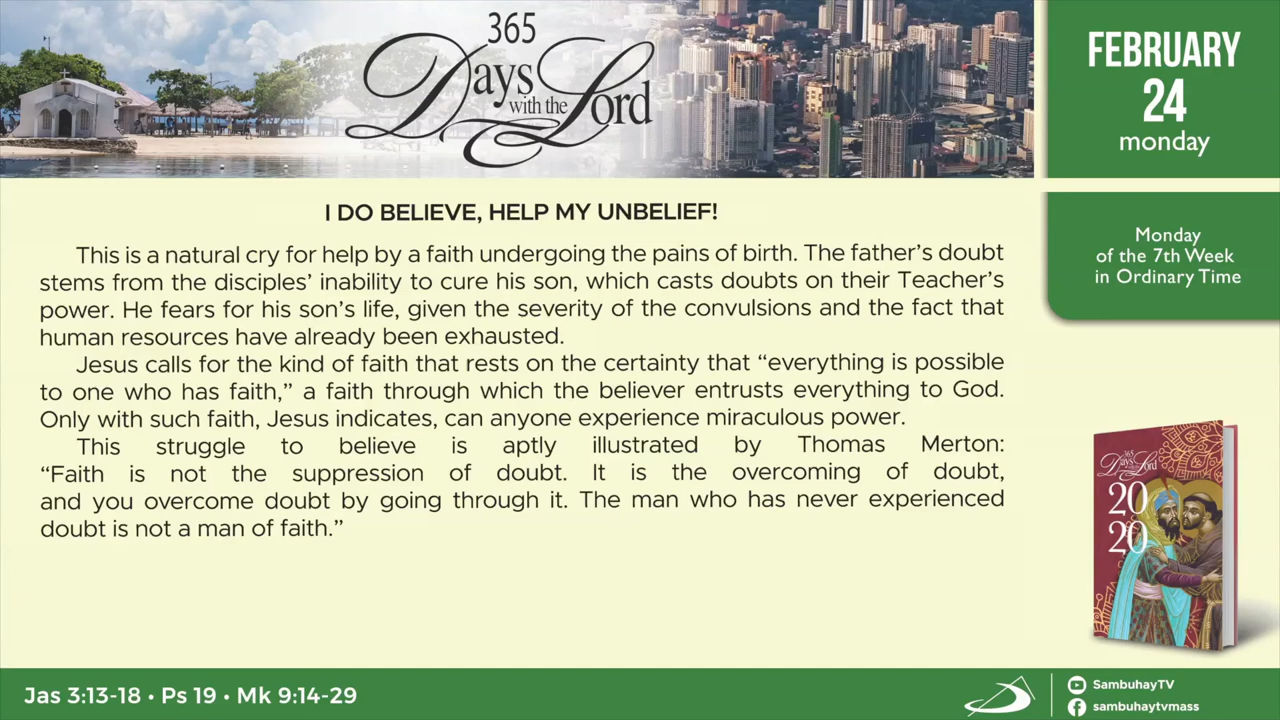 365
Days with the Lord
FEBRUARY
24
monday
Monday
of the 7th Week
in Ordinary Time
I DO BELIEVE, HELP MY UNBELIEF!
This is a natural cry for help by a faith undergoing the pains of birth. The father’s doubt
stems from the disciples’ inability to cure his son, which casts doubts on their Teacher’s
power. He fears for his son’s life, given the severity of the convulsions and the fact that
human resources have already been exhausted.
Jesus calls for the kind of faith that rests on the certainty that “everything is possible
to one who has faith,” a faith through which the believer entrusts everything to God.
Only with such faith, Jesus indicates, can anyone experience miraculous power.
This struggle to believe is aptly illustrated by Thomas Merton:
“Faith is not the suppression of doubt. It is the overcoming of doubt,
and you overcome doubt by going through it. The man who has never experienced
doubt is not a man of faith.”
365
Days with the Lord
20
20
Jas 3:13-18 • Ps 19 • Mk 9:14-29
SambuhayTV
sambuhaytvmass